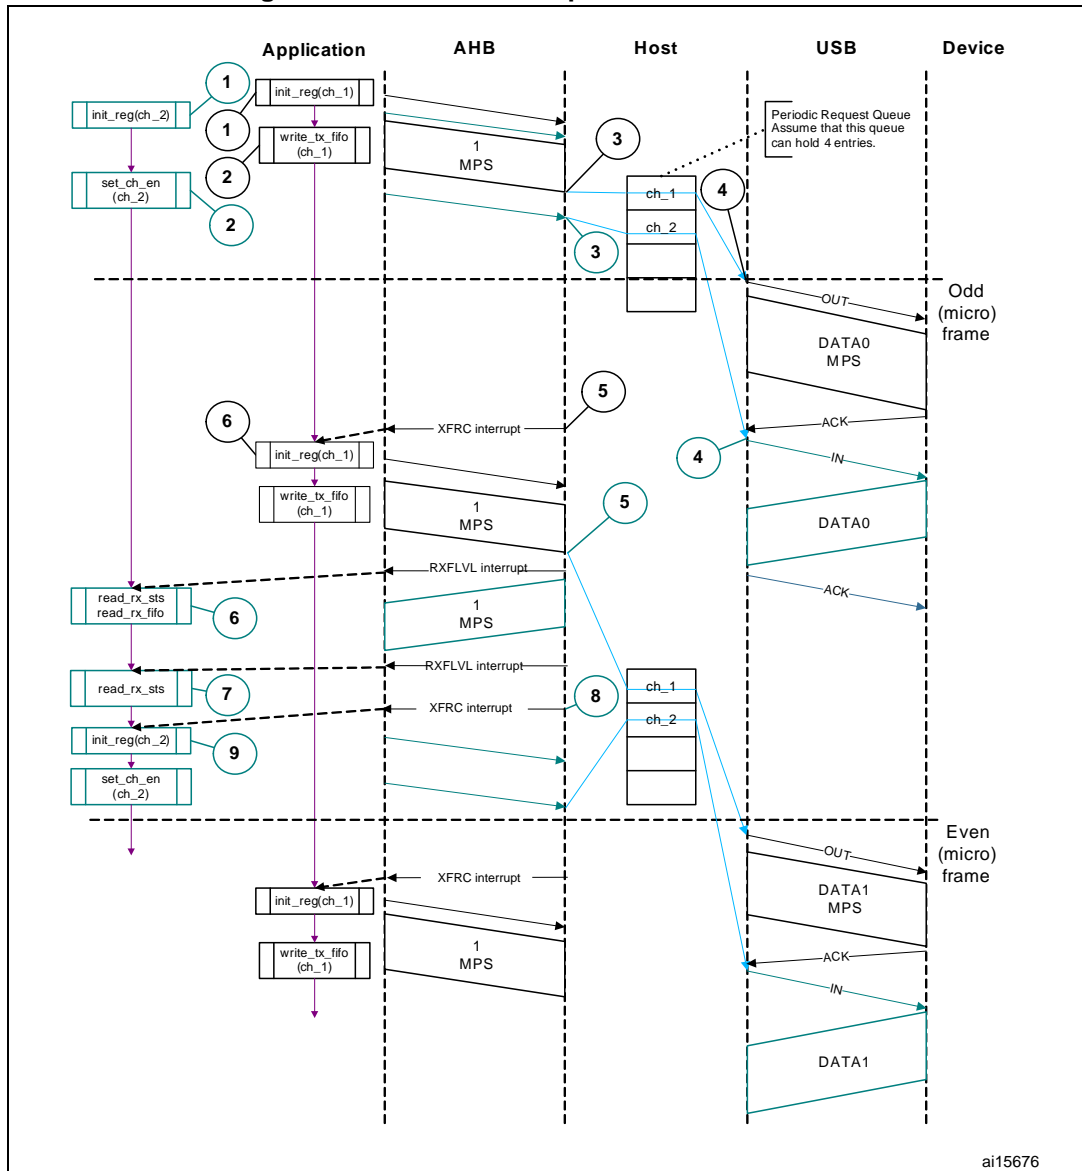 Application
AHB
Host
USB
Device
1
init_reg(ch_2)
1
init_reg(ch_1)
2
write_tx_fifo
(ch_1)
set_ch_en
(ch_2)
2
1
MPS
3
3
Periodic Request Queue
Assume that this queue
can hold 4 entries.
ch_1
ch_2
4
Odd
(micro)
frame
OUT
DATA0
MPS
ACK
5
XFRC interrupt
6
init_reg(ch_1)
4
IN
write_tx_fifo
(ch_1)
1
MPS
5
DATA0
RXFLVL interrupt
ACK
read_rx_sts
read_rx_fifo
6
1
MPS
RXFLVL interrupt
read_rx_sts
7
XFRC interrupt
8
ch_1
ch_2
init_reg(ch_2)
9
set_ch_en
(ch_2)
Even
(micro)
frame
OUT
XFRC interrupt
init_reg(ch_1)
DATA1
MPS
write_tx_fifo
(ch_1)
1
MPS
ACK
IN
DATA1
ai15676